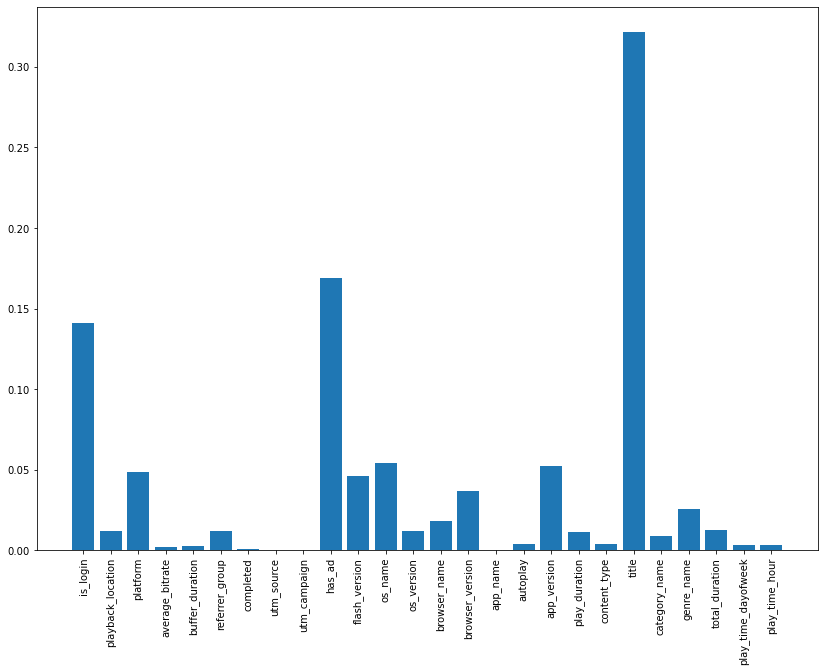 0.30
0.25
0.20
0.15
0.10
0.05
0.00
is_login
playback_location
platform
average_bitrate
buffer_duration
referrer_group
completed
utm_source
utm_campaign
has_ad
flash_version
os_name
os_version
browser_name
browser_version
app_name
autoplay
app_version
play_duration
content_type
title
category_name
genre_name
total_duration
play_time_dayofweek
play_time_hour